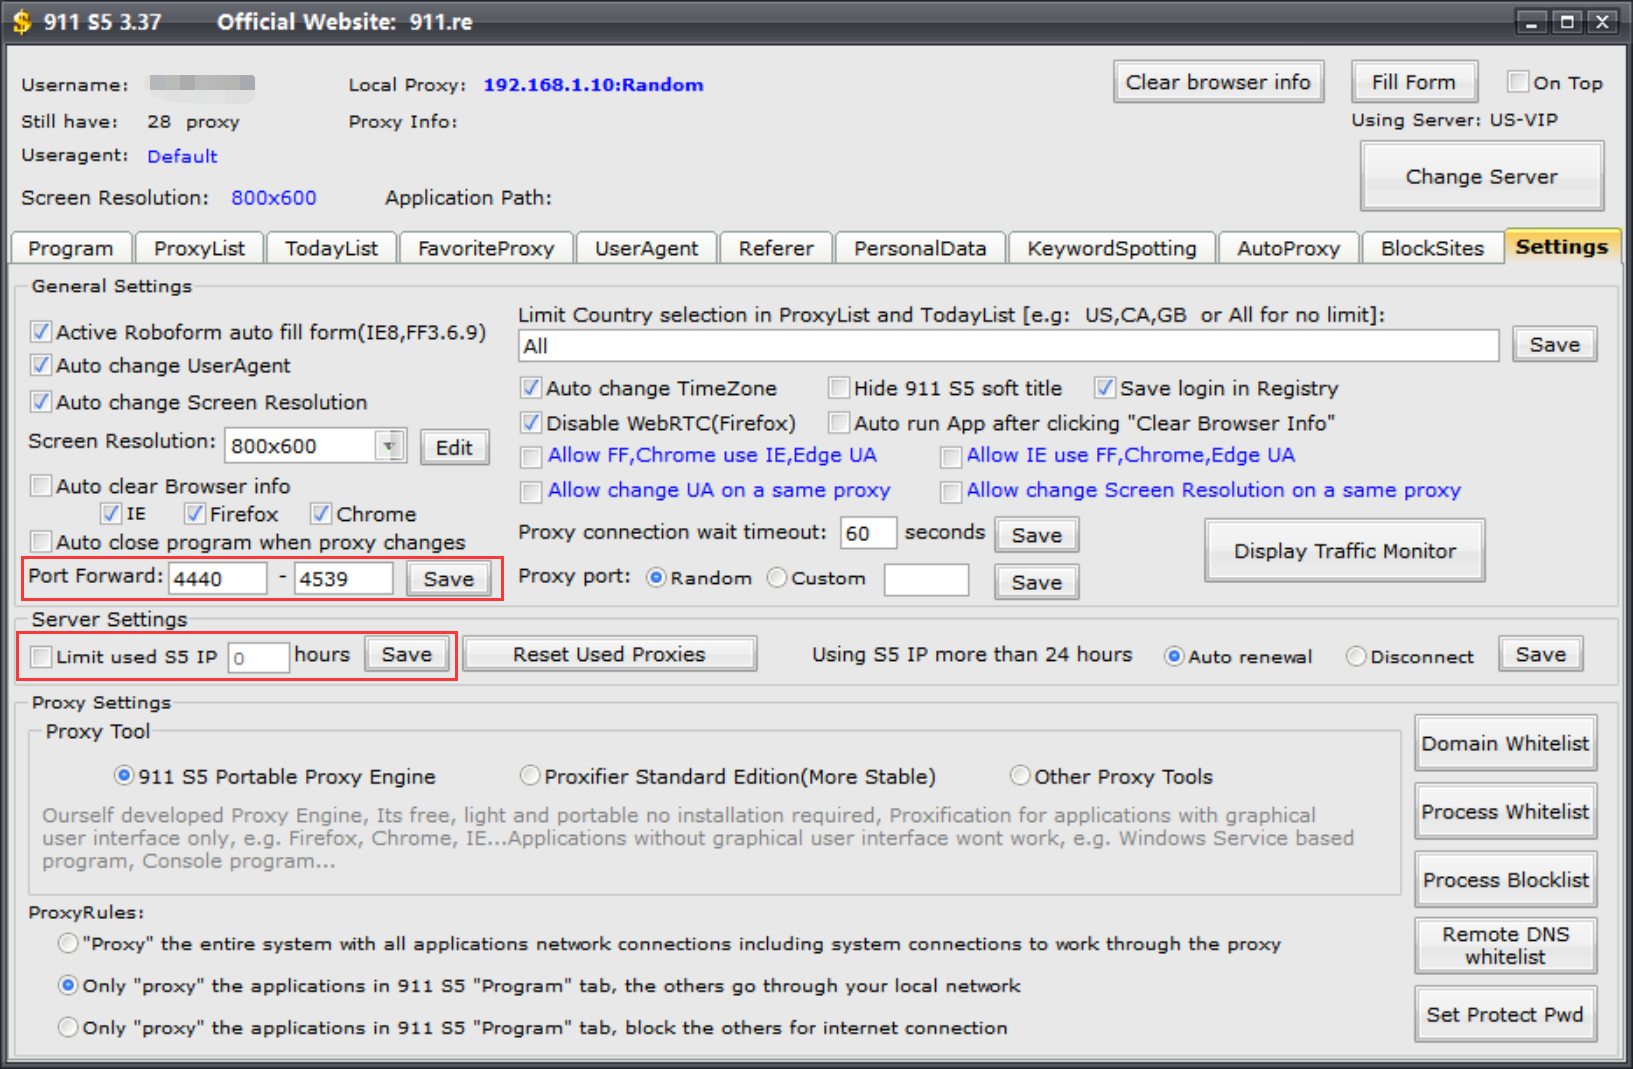 $ 911 S5 3.37 Official Website: 911.re
Username: Local Proxy: 192.168.1.10:Random Clear browser info Fill Form On Top
Still have: 28 proxy Proxy Info: Using Server: US-VIP
Useragent: Default
Change Server
Screen Resolution: 800x600 Application Path:
Program ProxyList TodayList FavoriteProxy UserAgent Referer PersonalData KeywordSpotting AutoProxy BlockSites Settings
General Settings
Active Roboform auto fill form(IE8,FF3.6.9)
Auto change UserAgent
Auto change Screen Resolution
Screen Resolution: 800x600 Edit
Auto clear Browser info
IE Firefox Chrome
Auto close program when proxy changes
Port Forward: 4440 - 4539 Save
Limit Country selection in ProxyList and TodayList [e.g: US,CA,GB or All for no limit]:
All Save
Auto change TimeZone Hide 911 S5 soft title Save login in Registry
Disable WebRTC(Firefox) Auto run App after clicking "Clear Browser Info"
Allow FF,Chrome use IE,Edge UA Allow IE use FF,Chrome,Edge UA
Allow change UA on a same proxy Allow change Screen Resolution on a same proxy
Proxy connection wait timeout: 60 seconds Save
Display Traffic Monitor
Proxy port: Random Custom Save
Server Settings
Limit used S5 IP 0 hours Save Reset Used Proxies Using S5 IP more than 24 hours Auto renewal Disconnect Save
Proxy Settings
Proxy Tool
911 S5 Portable Proxy Engine Proxifier Standard Edition(More Stable) Other Proxy Tools
Ourself developed Proxy Engine, Its free, light and portable no installation required, Proxification for applications with graphical
user interface only, e.g. Firefox, Chrome, IE...Applications without graphical user interface wont work, e.g. Windows Service based
program, Console program...
ProxyRules:
"Proxy" the entire system with all applications network connections including system connections to work through the proxy
Only "proxy" the applications in 911 S5 "Program" tab, the others go through your local network
Only "proxy" the applications in 911 S5 "Program" tab, block the others for internet connection
Domain Whitelist
Process Whitelist
Process Blocklist
Remote DNS
whitelist
Set Protect Pwd